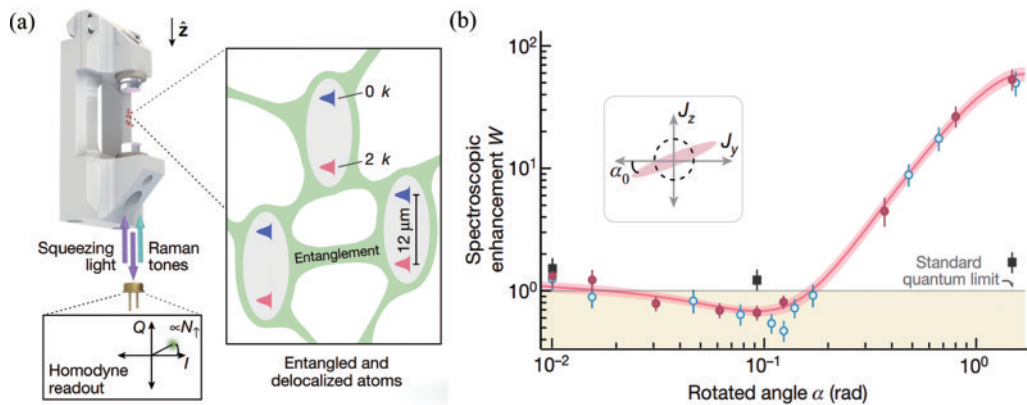 (a)
ẑ
0 k
2 k
12 μm
Entanglement
Squeezing
light
Raman
tones
Q
∝N↑
I
Homodyne
readout
Entangled and
delocalized atoms
(b)
Spectroscopic
enhancement W
10²
10¹
10⁰
J_z
J_y
α₀
Standard
quantum limit
10⁻²
10⁻¹
10⁰
Rotated angle α (rad)